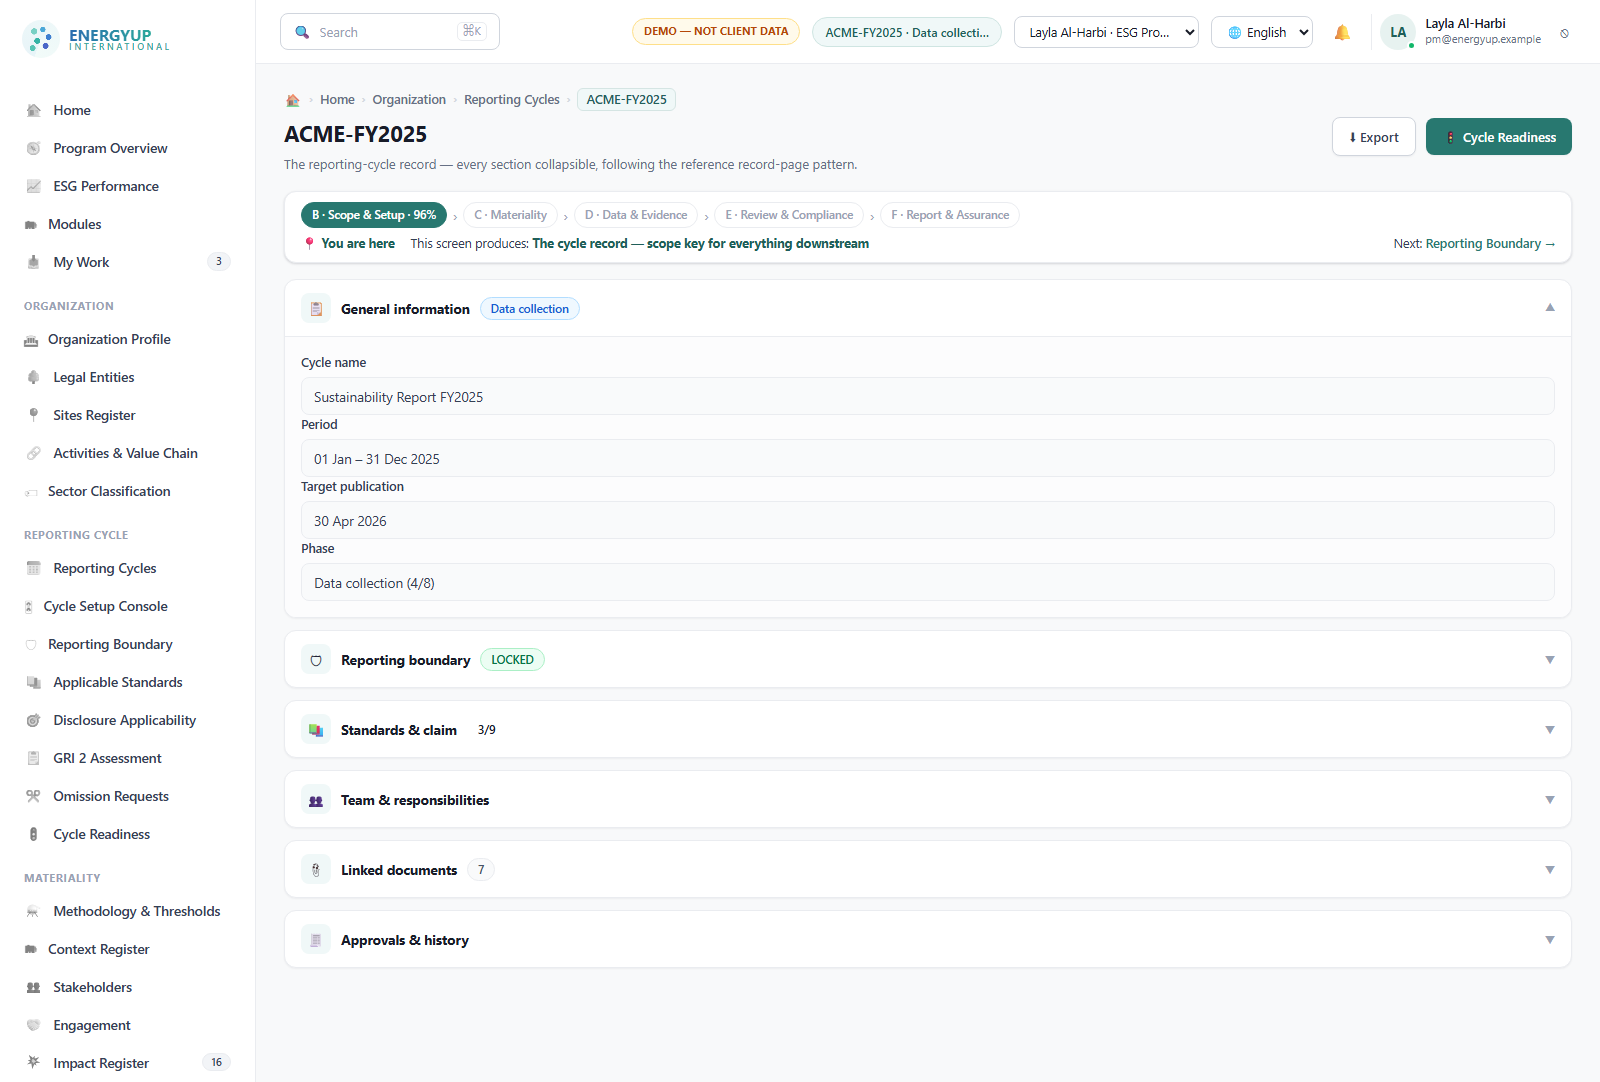 ENERGYUP
INTERNATIONAL
Search
⌘K
DEMO — NOT CLIENT DATA
ACME-FY2025 · Data collecti...
Layla Al-Harbi · ESG Pro...
English
LA
Layla Al-Harbi
pm@energyup.example
Home
Program Overview
ESG Performance
Modules
My Work
3
ORGANIZATION
Organization Profile
Legal Entities
Sites Register
Activities & Value Chain
Sector Classification
REPORTING CYCLE
Reporting Cycles
Cycle Setup Console
Reporting Boundary
Applicable Standards
Disclosure Applicability
GRI 2 Assessment
Omission Requests
Cycle Readiness
MATERIALITY
Methodology & Thresholds
Context Register
Stakeholders
Engagement
Impact Register
16
Home › Organization › Reporting Cycles › ACME-FY2025
ACME-FY2025
The reporting-cycle record — every section collapsible, following the reference record-page pattern.
Export
Cycle Readiness
B · Scope & Setup · 96% › C · Materiality › D · Data & Evidence › E · Review & Compliance › F · Report & Assurance
You are here This screen produces: The cycle record — scope key for everything downstream
Next: Reporting Boundary →
General information
Data collection
Cycle name
Sustainability Report FY2025
Period
01 Jan – 31 Dec 2025
Target publication
30 Apr 2026
Phase
Data collection (4/8)
Reporting boundary
LOCKED
Standards & claim
3/9
Team & responsibilities
Linked documents
7
Approvals & history